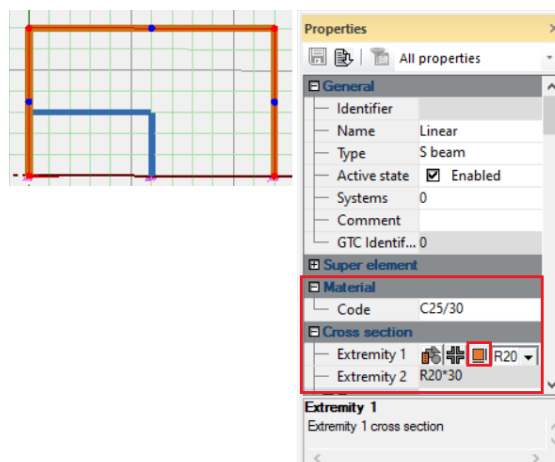 Properties
All properties
General
Identifier
Name Linear
Type S beam
Active state Enabled
Systems 0
Comment
GTC Identif... 0
Super element
Material
Code C25/30
Cross section
Extremity 1 R20
Extremity 2 R20*30
Extremity 1
Extremity 1 cross section